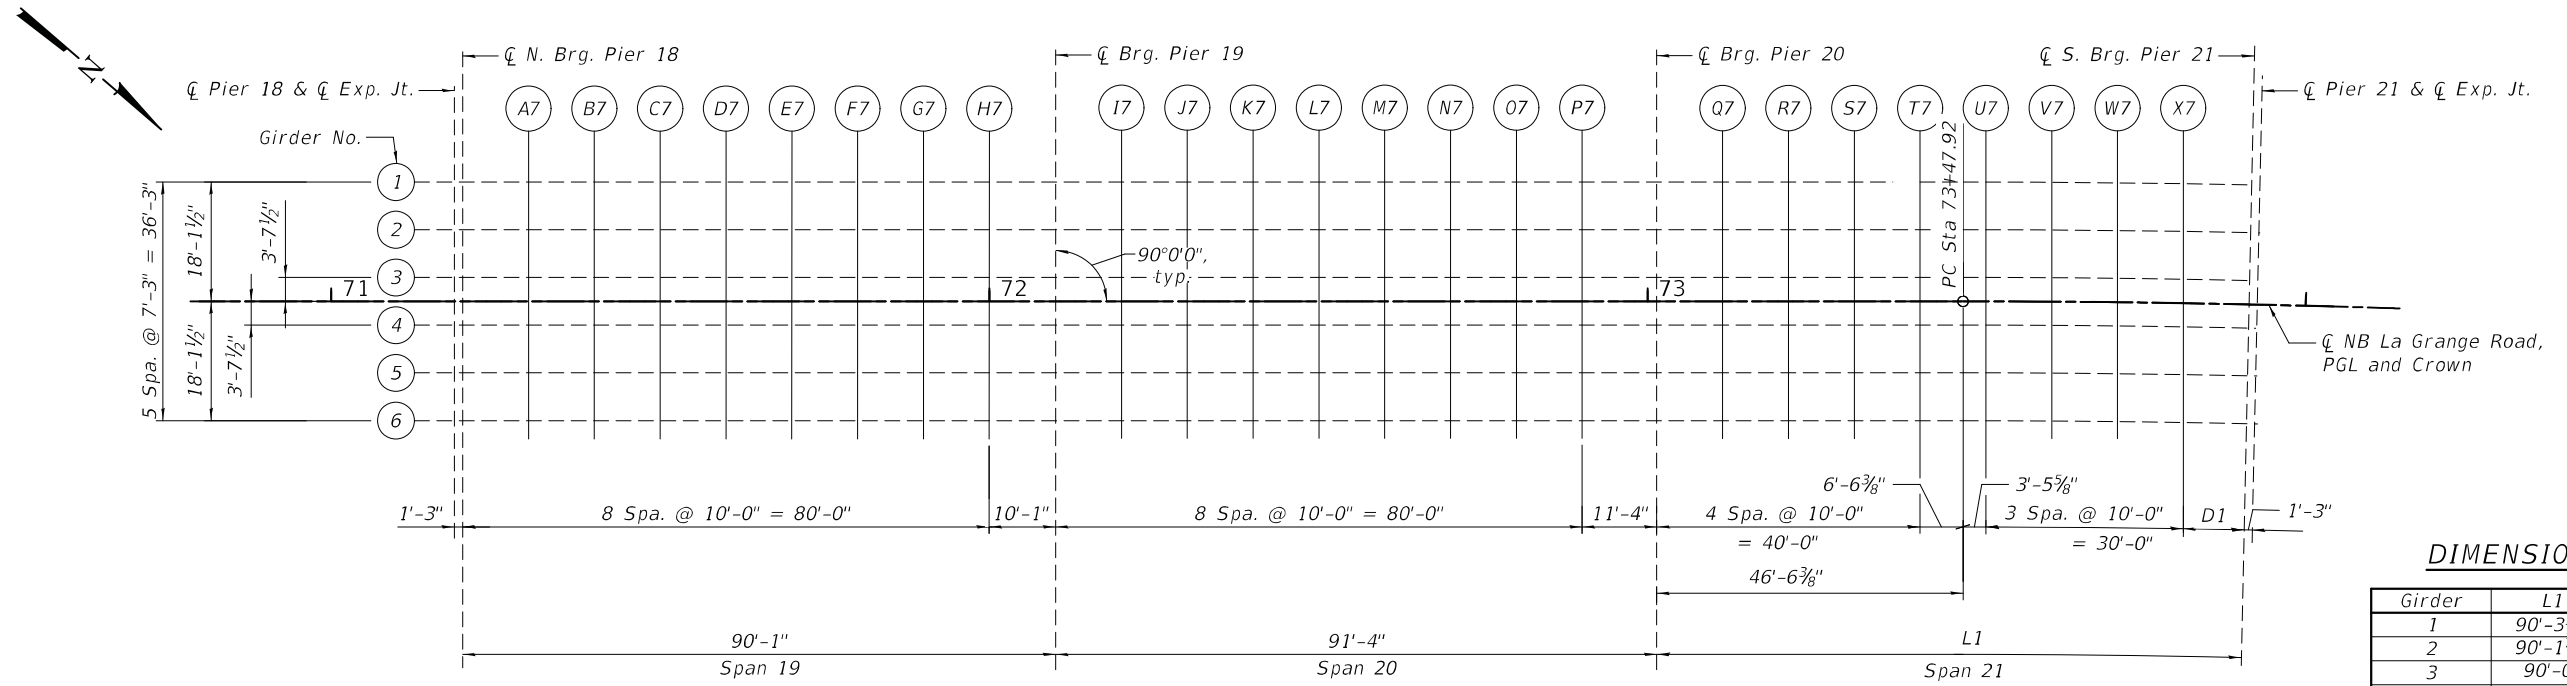 N
℄ N. Brg. Pier 18
℄ Brg. Pier 19
℄ Brg. Pier 20
℄ S. Brg. Pier 21
℄ Pier 18 & ℄ Exp. Jt.
℄ Pier 21 & ℄ Exp. Jt.
A7 B7 C7 D7 E7 F7 G7 H7 I7 J7 K7 L7 M7 N7 O7 P7 Q7 R7 S7 T7 U7 V7 W7 X7
Girder No.
1
2
3
4
5
6
5 Spa. @ 7'-3" = 36'-3"
18'-1½"
18'-1½"
3'-7½"
3'-7½"
71
72
73
90°0'0",
typ.
PC Sta 73+47.92
℄ NB La Grange Road,
PGL and Crown
6'-6⅜"
3'-5⅝"
1'-3"
8 Spa. @ 10'-0" = 80'-0"
10'-1"
8 Spa. @ 10'-0" = 80'-0"
11'-4"
4 Spa. @ 10'-0"
= 40'-0"
3 Spa. @ 10'-0"
= 30'-0"
D1
1'-3"
46'-6⅜"
90'-1"
Span 19
91'-4"
Span 20
L1
Span 21
DIMENSIO
Girder L1
1 90'-3
2 90'-1
3 90'-0